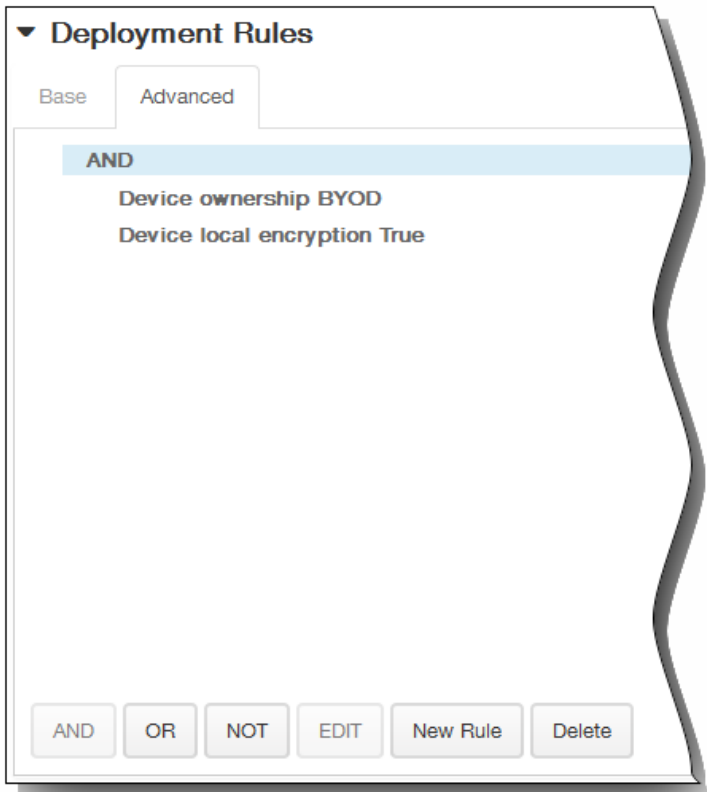 Deployment Rules
Base Advanced
AND
Device ownership BYOD
Device local encryption True
AND OR NOT EDIT New Rule Delete